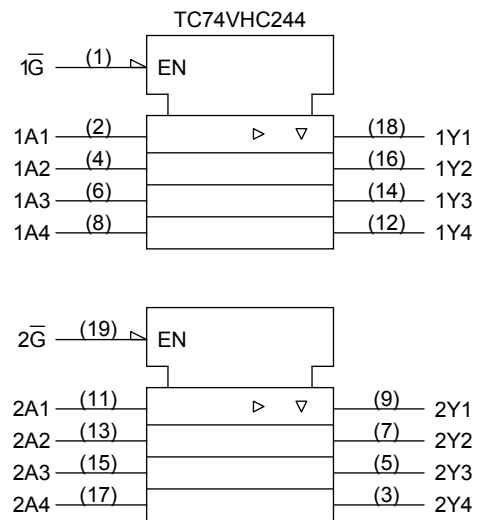 TC74VHC244
1G̅ (1) EN
1A1 (2) (18) 1Y1
1A2 (4) (16) 1Y2
1A3 (6) (14) 1Y3
1A4 (8) (12) 1Y4
2G̅ (19) EN
2A1 (11) (9) 2Y1
2A2 (13) (7) 2Y2
2A3 (15) (5) 2Y3
2A4 (17) (3) 2Y4